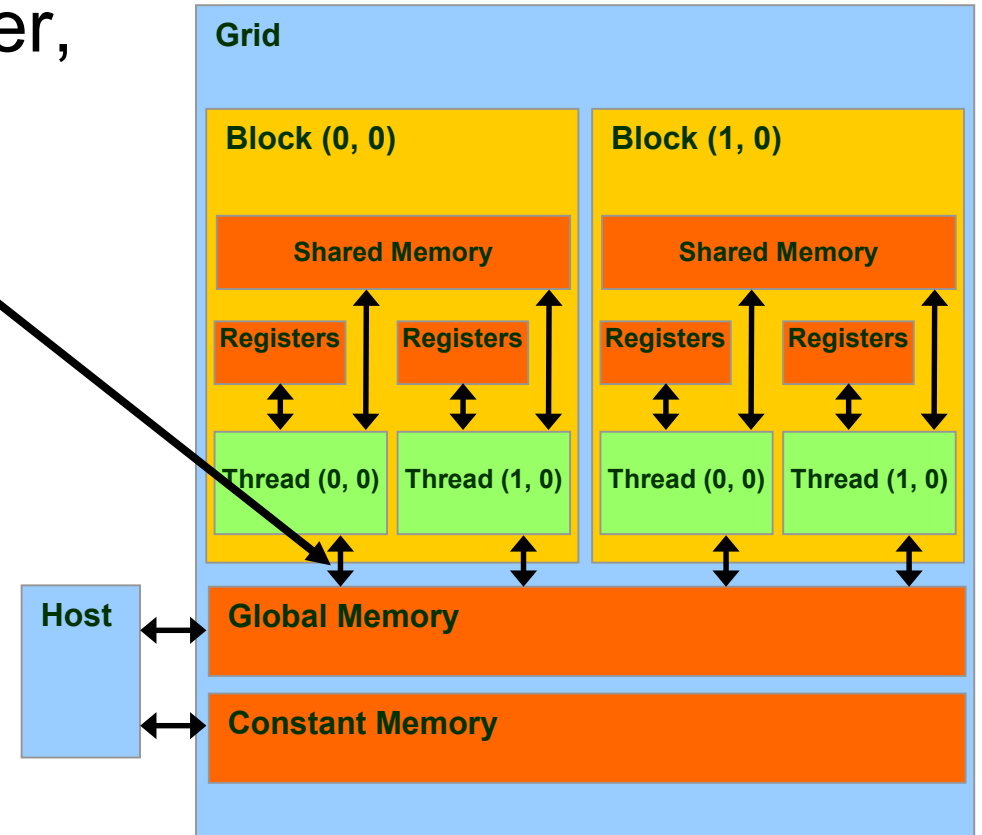 er,
Grid
Block (0, 0)
Block (1, 0)
Shared Memory
Shared Memory
Registers
Registers
Registers
Registers
Thread (0, 0)
Thread (1, 0)
Thread (0, 0)
Thread (1, 0)
Host
Global Memory
Constant Memory